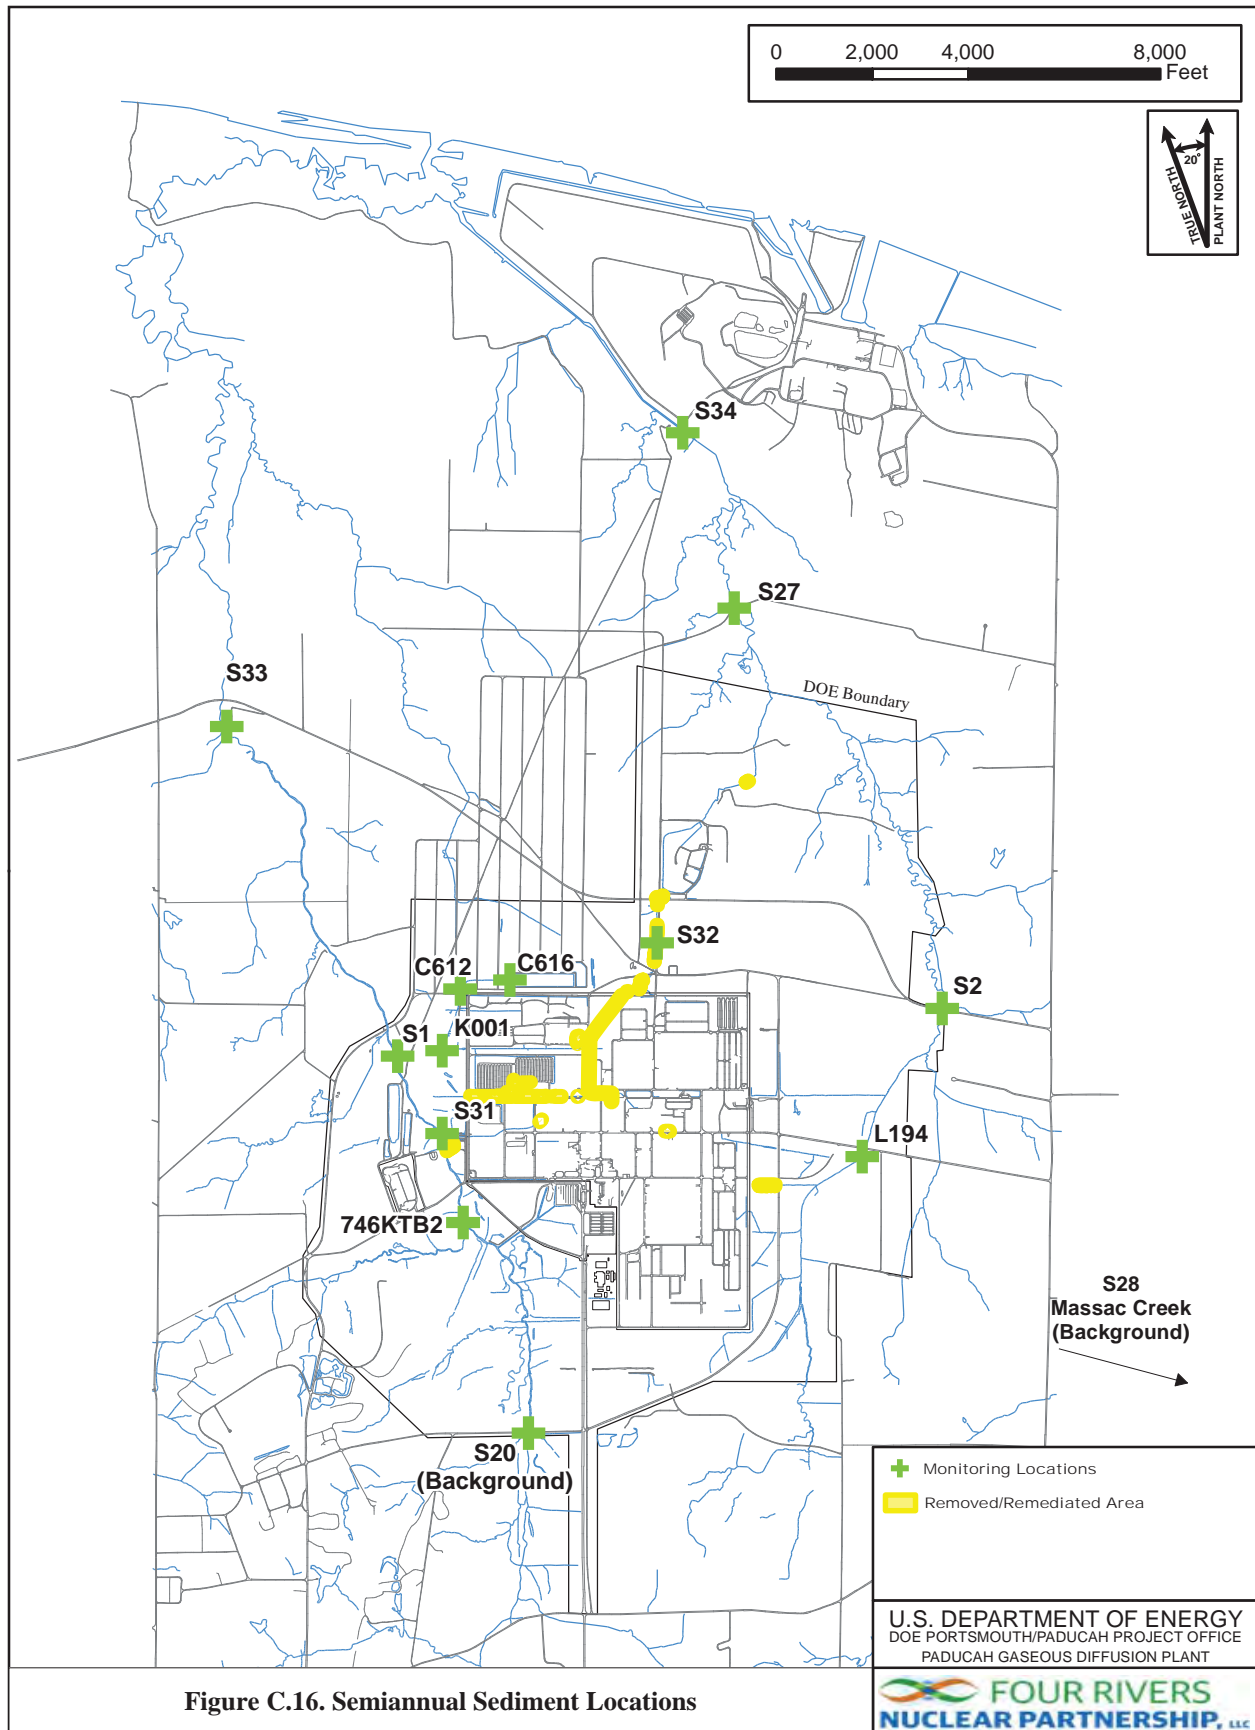 0 2,000 4,000 8,000
Feet
TRUE NORTH
20°
PLANT NORTH
S34
S27
S33
DOE Boundary
S32
C612
C616
S2
S1
K001
S31
L194
746KTB2
S28
Massac Creek
(Background)
S20
(Background)
Monitoring Locations
Removed/Remediated Area
U.S. DEPARTMENT OF ENERGY
DOE PORTSMOUTH/PADUCAH PROJECT OFFICE
PADUCAH GASEOUS DIFFUSION PLANT
Figure C.16. Semiannual Sediment Locations
FOUR RIVERS
NUCLEAR PARTNERSHIP, LLC